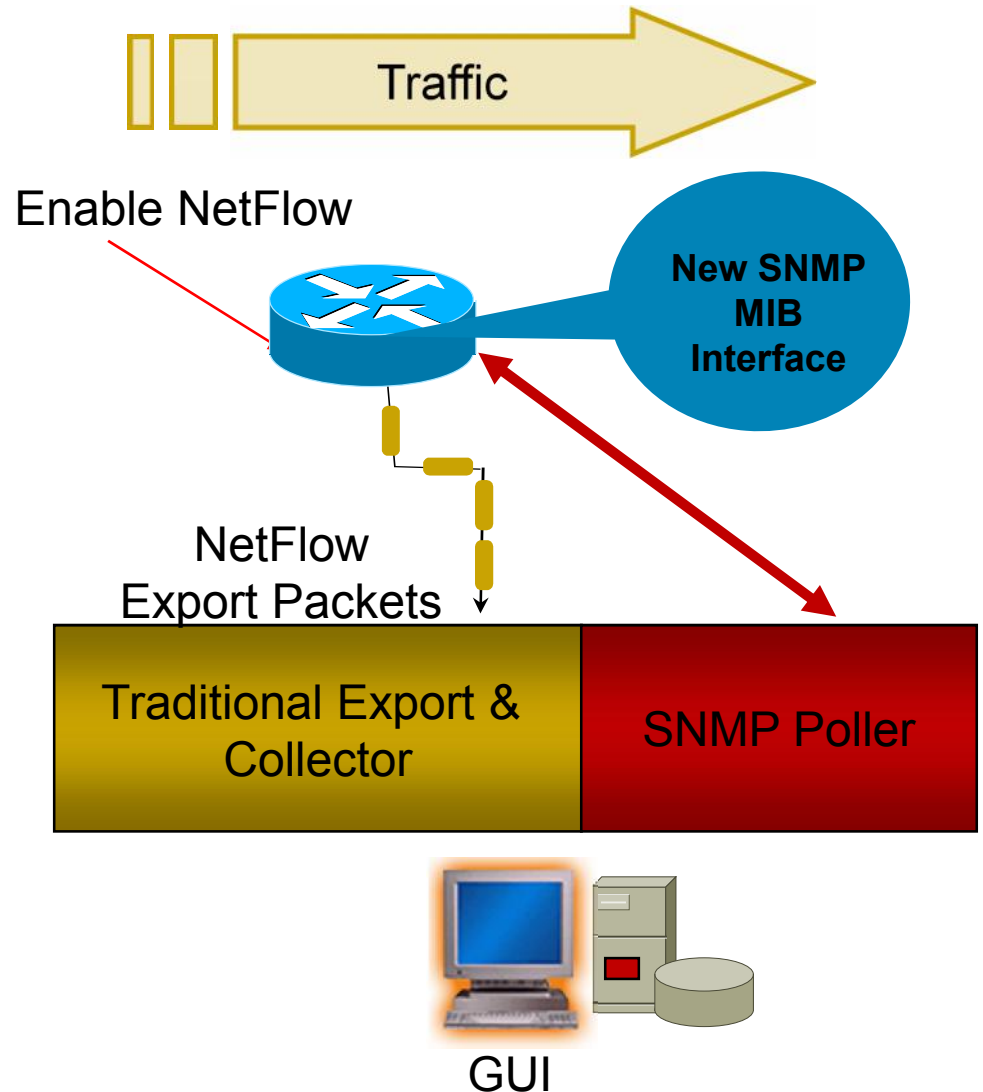 Traffic
Enable NetFlow
New SNMP
MIB
Interface
NetFlow
Export Packets
Traditional Export &
Collector
SNMP Poller
GUI